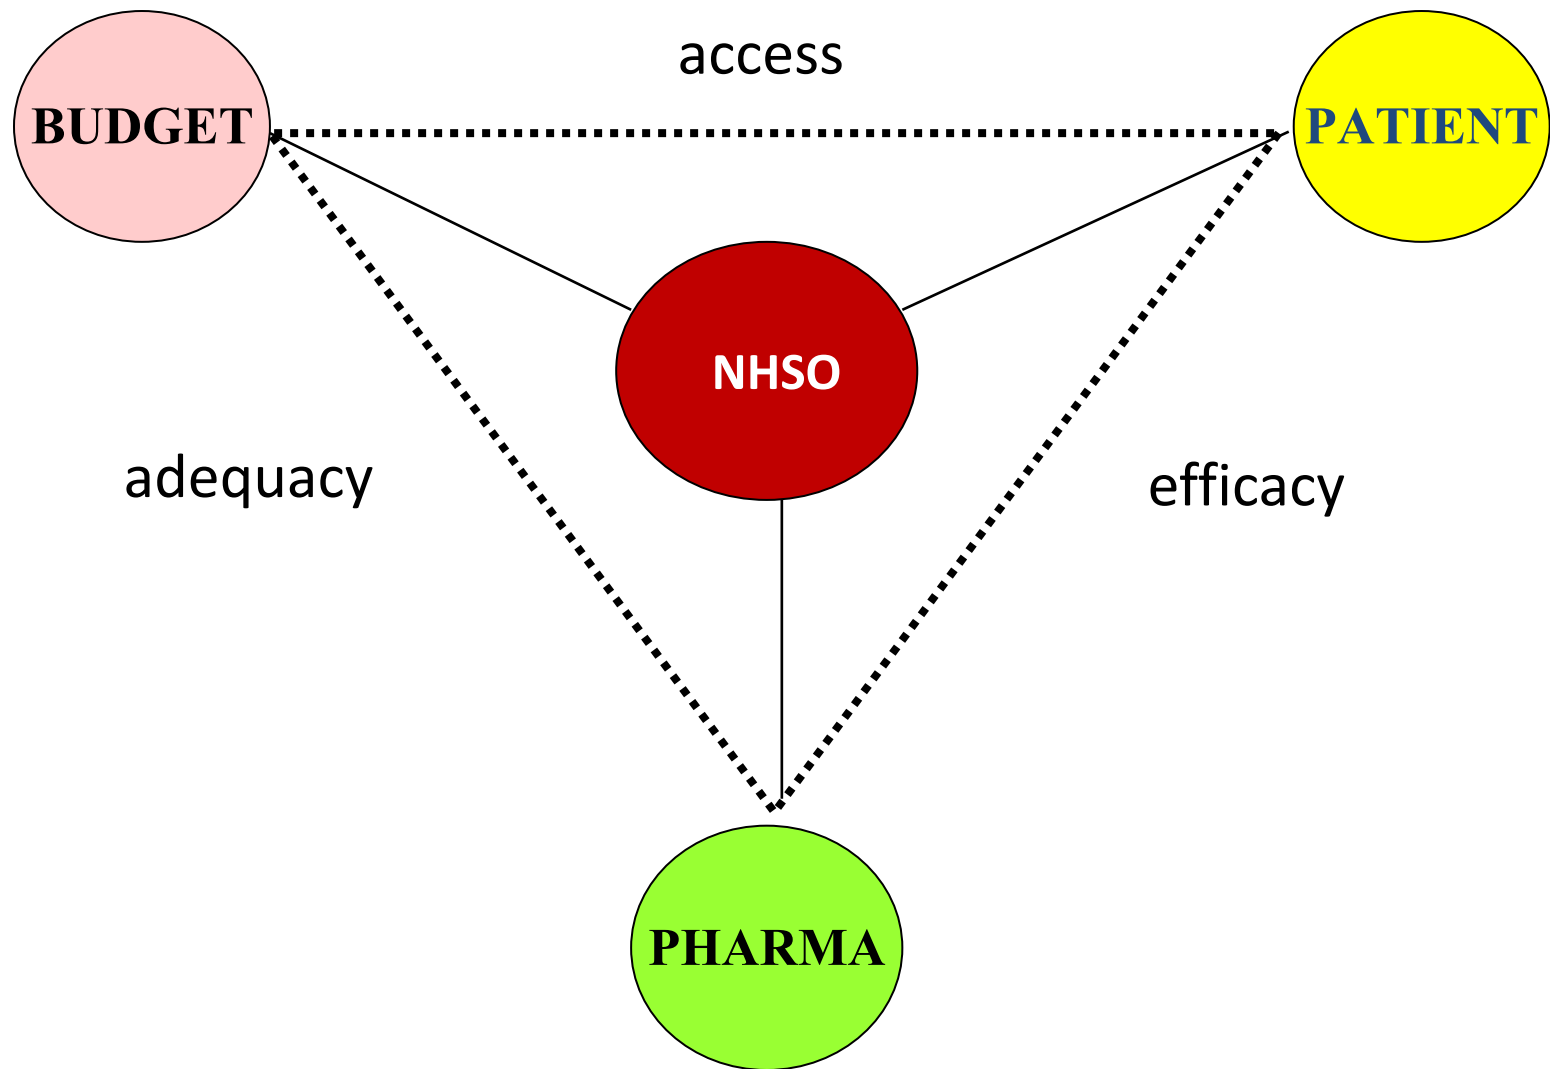 access
BUDGET
PATIENT
NHSO
adequacy
efficacy
PHARMA